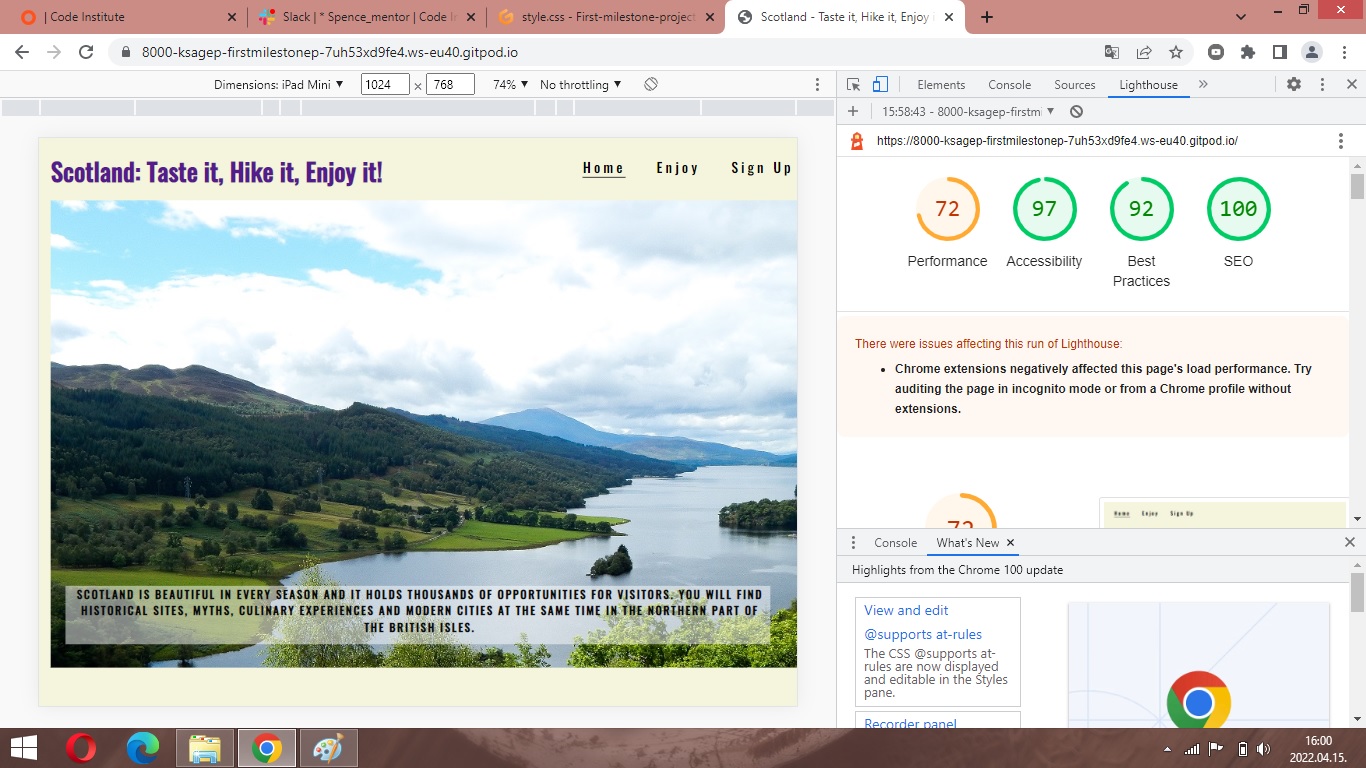 | Code Institute
Slack | * Spence_mentor | Code In
style.css - First-milestone-project
Scotland - Taste it, Hike it, Enjoy i
8000-ksagep-firstmilestonep-7uh53xd9fe4.ws-eu40.gitpod.io
Dimensions: iPad Mini ▼ 1024 × 768 74% ▼ No throttling ▼
Elements Console Sources Lighthouse »
15:58:43 - 8000-ksagep-firstmi ▼
https://8000-ksagep-firstmilestonep-7uh53xd9fe4.ws-eu40.gitpod.io/
Scotland: Taste it, Hike it, Enjoy it!
Home Enjoy Sign Up
SCOTLAND IS BEAUTIFUL IN EVERY SEASON AND IT HOLDS THOUSANDS OF OPPORTUNITIES FOR VISITORS. YOU WILL FIND
HISTORICAL SITES, MYTHS, CULINARY EXPERIENCES AND MODERN CITIES AT THE SAME TIME IN THE NORTHERN PART OF
THE BRITISH ISLES.
72 97 92 100
Performance Accessibility Best SEO
Practices
There were issues affecting this run of Lighthouse:
• Chrome extensions negatively affected this page's load performance. Try
auditing the page in incognito mode or from a Chrome profile without
extensions.
72
Home Enjoy Sign Up
Console What's New ×
Highlights from the Chrome 100 update
View and edit
@supports at-rules
The CSS @supports at-
rules are now displayed
and editable in the Styles
pane.
Recorder panel
16:00
2022.04.15.